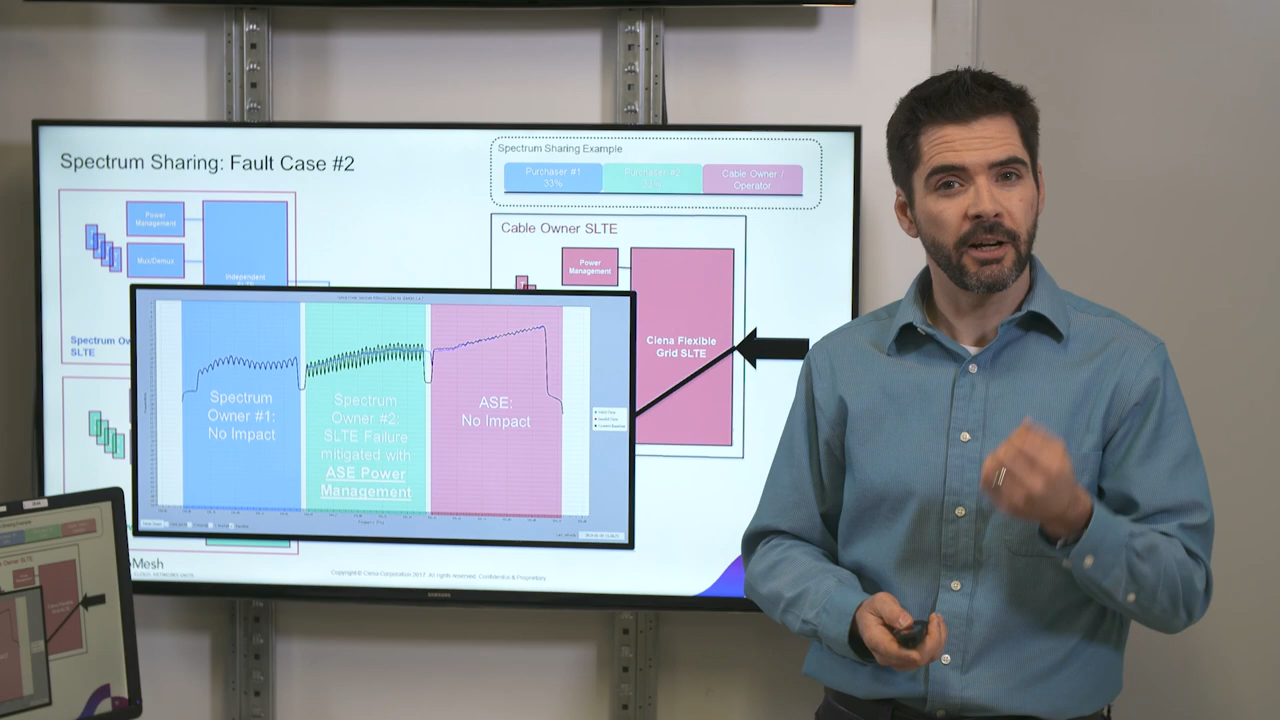 Spectrum Sharing: Fault Case #2
Spectrum Sharing Example
Purchaser #1
33%
Purchaser #2
Cable Owner /
Operator
Power
Management
Mux/Demux
Independent
Spectrum
SLTE
Cable Owner SLTE
Power
Management
Ciena Flexible
Grid SLTE
Spectrum
Owner #1:
No Impact
Spectrum
Owner #2:
SLTE Failure
mitigated with
ASE Power
Management
ASE:
No Impact
Mesh
Copyright © Ciena Corporation 2017. All rights reserved. Confidential & Proprietary
SAMSUNG